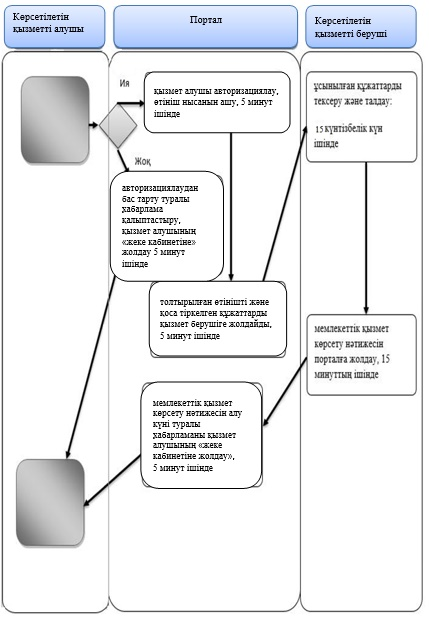 Көрсетілетін
қызметті алушы
Портал
Көрсетілетін
қызметті беруші
Ия
қызмет алушы авторизациялау,
өтініш нысанын ашу, 5 минут
ішінде
ұсынылған құжаттарды
тексеру және талдау:
15 күнтізбелік күн
ішінде
Жоқ
авторизациялаудан
бас тарту туралы
хабарлама
қалыптастыру,
қызмет алушының
«жеке кабинетіне»
жолдау 5 минут
ішінде
толтырылған өтінішті және
қоса тіркелген құжаттарды
қызмет берушіге жолдайды,
5 минут ішінде
мемлекеттік қызмет
көрсету нәтижесін
порталға жолдау, 15
минуттың ішінде
мемлекеттік қызмет
көрсету нәтижесін алу
күні туралы
хабарламаны қызмет
алушының «жеке
кабинетіне жолдау»,
5 минут ішінде